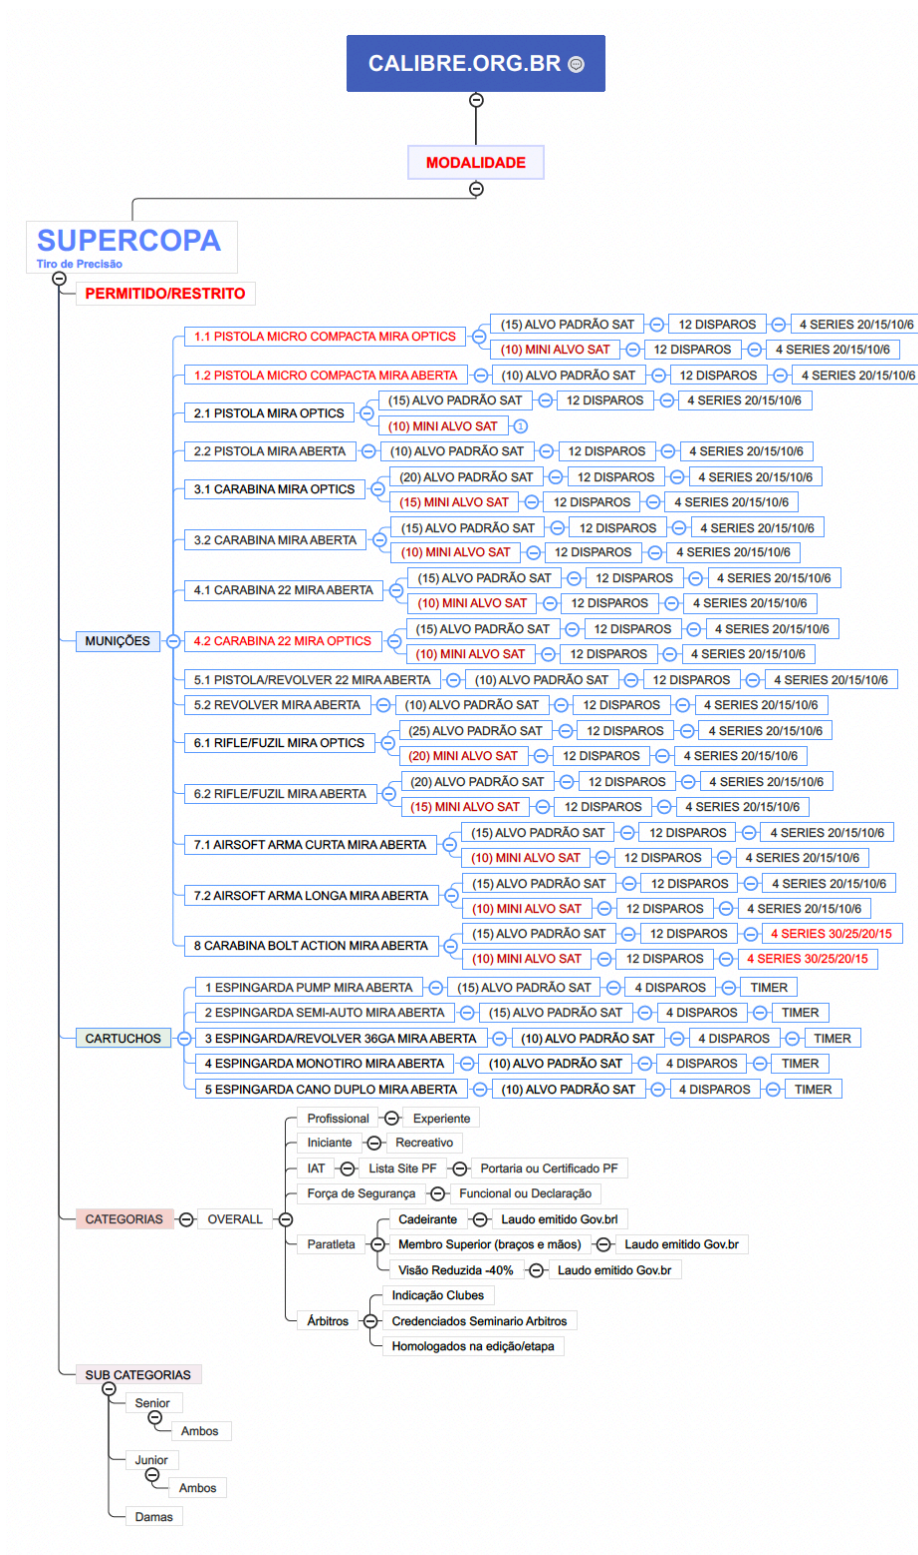 CALIBRE.ORG.BR
MODALIDADE
SUPERCOPA
Tiro de Precisão
PERMITIDO/RESTRITO
MUNIÇÕES
1.1 PISTOLA MICRO COMPACTA MIRA OPTICS
(15) ALVO PADRÃO SAT 12 DISPAROS 4 SERIES 20/15/10/6
(10) MINI ALVO SAT 12 DISPAROS 4 SERIES 20/15/10/6
1.2 PISTOLA MICRO COMPACTA MIRA ABERTA (10) ALVO PADRÃO SAT 12 DISPAROS 4 SERIES 20/15/10/6
2.1 PISTOLA MIRA OPTICS
(15) ALVO PADRÃO SAT 12 DISPAROS 4 SERIES 20/15/10/6
(10) MINI ALVO SAT 1
2.2 PISTOLA MIRA ABERTA (10) ALVO PADRÃO SAT 12 DISPAROS 4 SERIES 20/15/10/6
3.1 CARABINA MIRA OPTICS
(20) ALVO PADRÃO SAT 12 DISPAROS 4 SERIES 20/15/10/6
(15) MINI ALVO SAT 12 DISPAROS 4 SERIES 20/15/10/6
3.2 CARABINA MIRA ABERTA
(15) ALVO PADRÃO SAT 12 DISPAROS 4 SERIES 20/15/10/6
(10) MINI ALVO SAT 12 DISPAROS 4 SERIES 20/15/10/6
4.1 CARABINA 22 MIRA ABERTA
(15) ALVO PADRÃO SAT 12 DISPAROS 4 SERIES 20/15/10/6
(10) MINI ALVO SAT 12 DISPAROS 4 SERIES 20/15/10/6
4.2 CARABINA 22 MIRA OPTICS
(15) ALVO PADRÃO SAT 12 DISPAROS 4 SERIES 20/15/10/6
(10) MINI ALVO SAT 12 DISPAROS 4 SERIES 20/15/10/6
5.1 PISTOLA/REVOLVER 22 MIRA ABERTA (10) ALVO PADRÃO SAT 12 DISPAROS 4 SERIES 20/15/10/6
5.2 REVOLVER MIRA ABERTA (10) ALVO PADRÃO SAT 12 DISPAROS 4 SERIES 20/15/10/6
6.1 RIFLE/FUZIL MIRA OPTICS
(25) ALVO PADRÃO SAT 12 DISPAROS 4 SERIES 20/15/10/6
(20) MINI ALVO SAT 12 DISPAROS 4 SERIES 20/15/10/6
6.2 RIFLE/FUZIL MIRA ABERTA
(20) ALVO PADRÃO SAT 12 DISPAROS 4 SERIES 20/15/10/6
(15) MINI ALVO SAT 12 DISPAROS 4 SERIES 20/15/10/6
7.1 AIRSOFT ARMA CURTA MIRA ABERTA
(15) ALVO PADRÃO SAT 12 DISPAROS 4 SERIES 20/15/10/6
(10) MINI ALVO SAT 12 DISPAROS 4 SERIES 20/15/10/6
7.2 AIRSOFT ARMA LONGA MIRA ABERTA
(15) ALVO PADRÃO SAT 12 DISPAROS 4 SERIES 20/15/10/6
(10) MINI ALVO SAT 12 DISPAROS 4 SERIES 20/15/10/6
8 CARABINA BOLT ACTION MIRA ABERTA
(15) ALVO PADRÃO SAT 12 DISPAROS 4 SERIES 30/25/20/15
(10) MINI ALVO SAT 12 DISPAROS 4 SERIES 30/25/20/15
CARTUCHOS
1 ESPINGARDA PUMP MIRA ABERTA (15) ALVO PADRÃO SAT 4 DISPAROS TIMER
2 ESPINGARDA SEMI-AUTO MIRA ABERTA (15) ALVO PADRÃO SAT 4 DISPAROS TIMER
3 ESPINGARDA/REVOLVER 36GA MIRA ABERTA (10) ALVO PADRÃO SAT 4 DISPAROS TIMER
4 ESPINGARDA MONOTIRO MIRA ABERTA (10) ALVO PADRÃO SAT 4 DISPAROS TIMER
5 ESPINGARDA CANO DUPLO MIRA ABERTA (10) ALVO PADRÃO SAT 4 DISPAROS TIMER
CATEGORIAS OVERALL
Profissional Experiente
Iniciante Recreativo
IAT Lista Site PF Portaria ou Certificado PF
Força de Segurança Funcional ou Declaração
Paratleta
Cadeirante Laudo emitido Gov.brl
Membro Superior (braços e mãos) Laudo emitido Gov.br
Visão Reduzida -40% Laudo emitido Gov.br
Árbitros
Indicação Clubes
Credenciados Seminario Arbitros
Homologados na edição/etapa
SUB CATEGORIAS
Senior
Ambos
Junior
Ambos
Damas